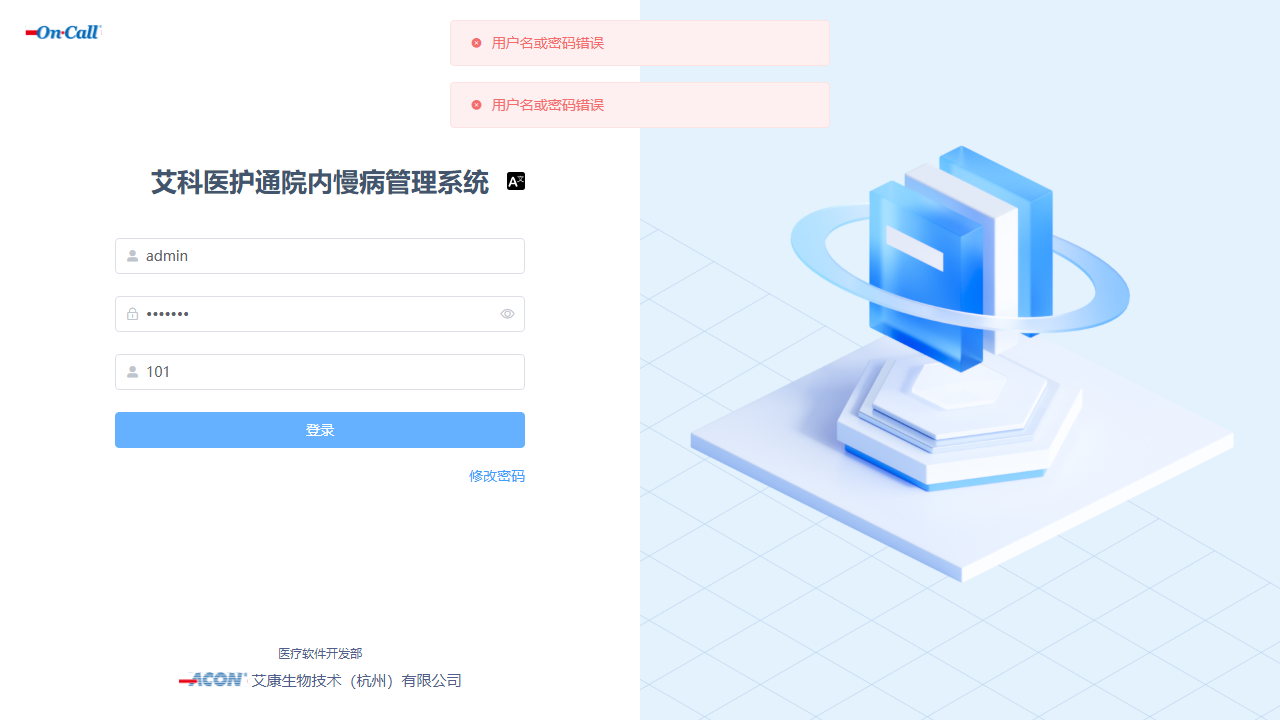 On·Call
用户名或密码错误
用户名或密码错误
艾科医护通院内慢病管理系统
A文
admin
•••••••
101
登录
修改密码
医疗软件开发部
ACON 艾康生物技术（杭州）有限公司